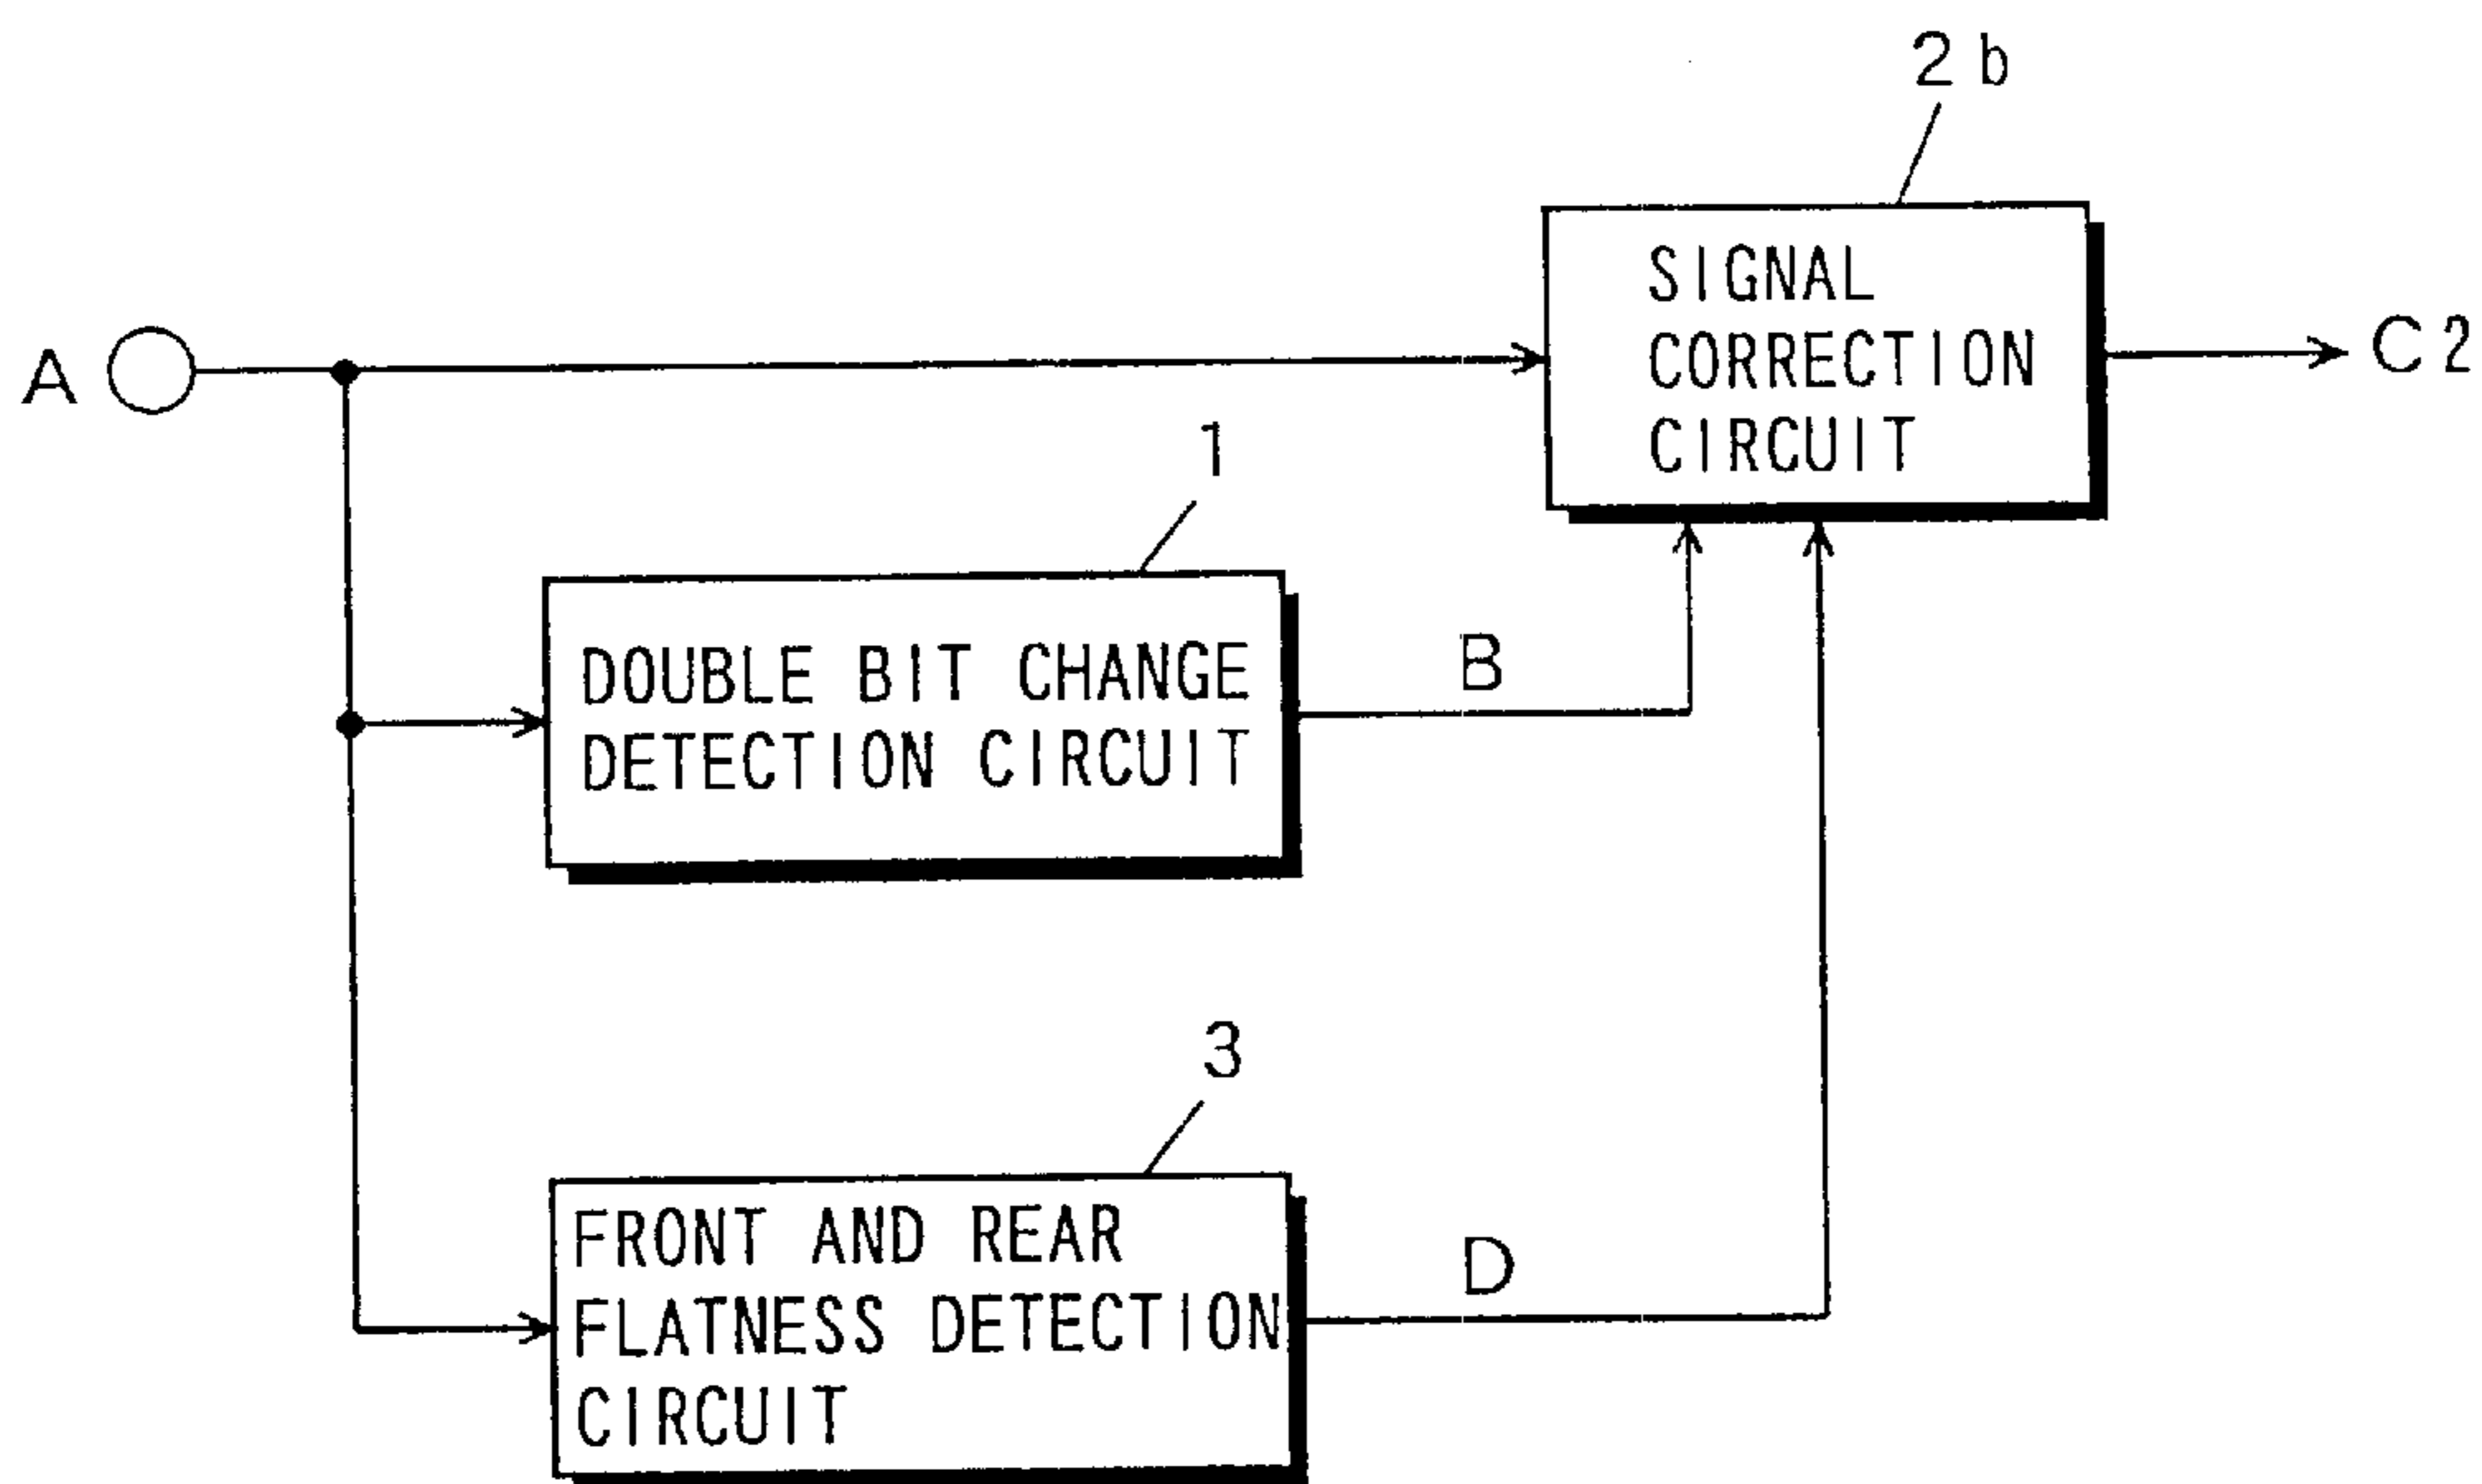 2b
SIGNAL
CORRECTION
CIRCUIT
A
C2
1
DOUBLE BIT CHANGE
DETECTION CIRCUIT
B
3
FRONT AND REAR
FLATNESS DETECTION
CIRCUIT
D